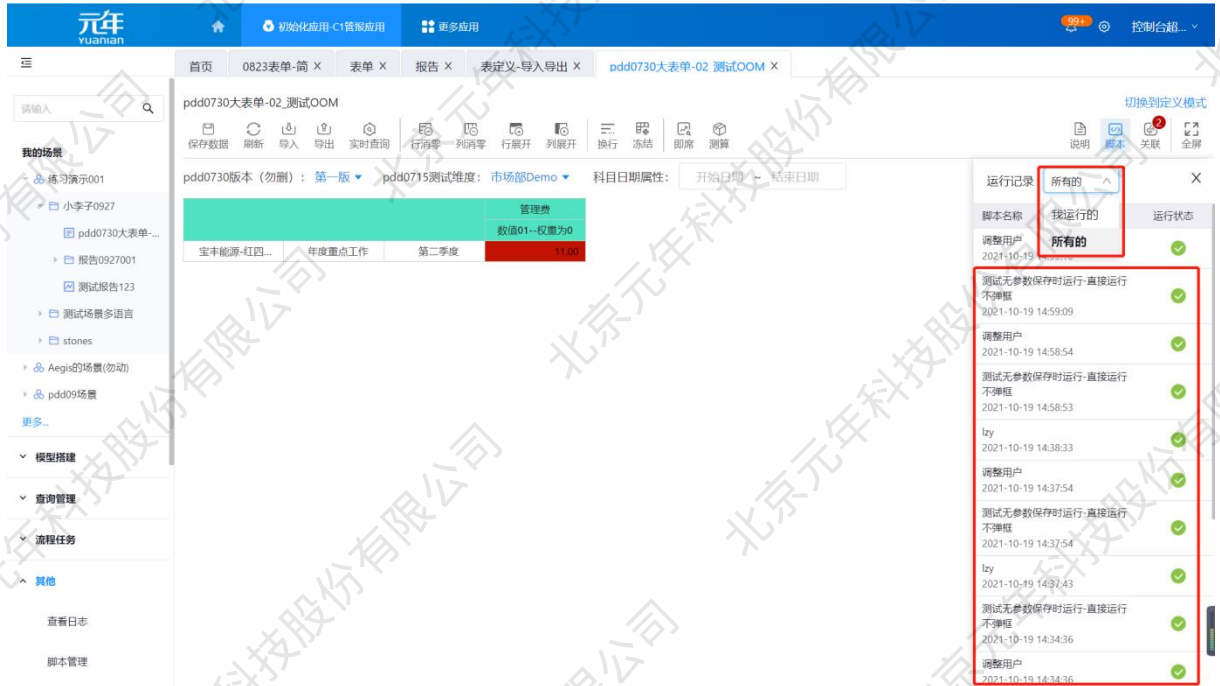 元年
yuanian
初始化应用-C1管报应用
更多应用
99+
控制台超...
首页
0823表单-简 X
表单 X
报告 X
表定义-导入导出 X
pdd0730大表单-02_测试OOM X
请输入
pdd0730大表单-02_测试OOM
切换到定义模式
保存数据
刷新
导入
导出
实时查询
行消零
列消零
行展开
列展开
换行
冻结
即席
测算
说明
脚本
2
关联
全屏
我的场景
练习演示001
小李子0927
pdd0730大表单-...
报告0927001
测试报告123
测试场景多语言
stones
Aegis的场景(勿动)
pdd09场景
更多...
模型搭建
查询管理
流程任务
其他
查看日志
脚本管理
pdd0730版本（勿删）： 第一版
pdd0715测试维度： 市场部Demo
科目日期属性： 开始日期 ~ 结束日期
管理费
数值01--权重为0
宝丰能源-红四... 年度重点工作 第二季度 11.00
运行记录 所有的 X
我运行的
所有的
脚本名称 运行状态
调整用户
2021-10-19
测试无参数保存时运行-直接运行
不弹框
2021-10-19 14:59:09
调整用户
2021-10-19 14:58:54
测试无参数保存时运行-直接运行
不弹框
2021-10-19 14:58:53
lzy
2021-10-19 14:38:33
调整用户
2021-10-19 14:37:54
测试无参数保存时运行-直接运行
不弹框
2021-10-19 14:37:54
lzy
2021-10-19 14:37:43
测试无参数保存时运行-直接运行
不弹框
2021-10-19 14:34:36
调整用户
2021-10-19 14:34:36
北京元年科技股份有限公司